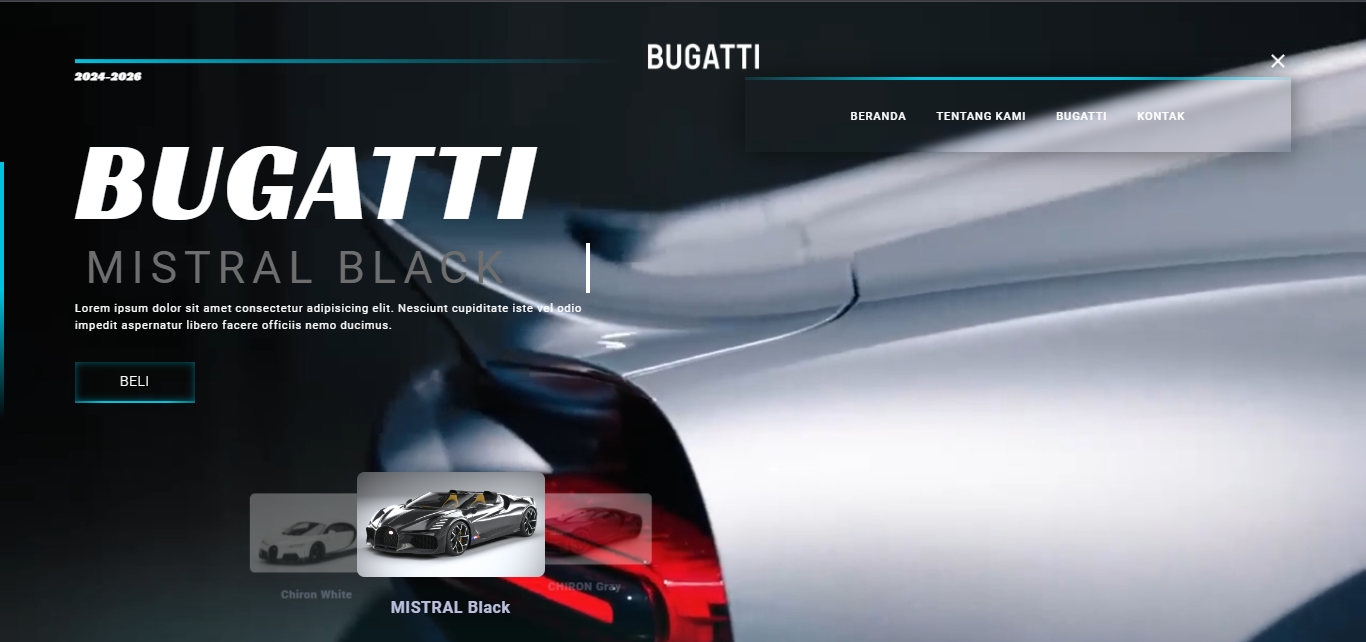 BUGATTI
2024-2026
BERANDA TENTANG KAMI BUGATTI KONTAK
BUGATTI
MISTRAL BLACK
Lorem ipsum dolor sit amet consectetur adipisicing elit. Nesciunt cupiditate iste vel odio
impedit aspernatur libero facere officiis nemo ducimus.
BELI
Chiron White
MISTRAL Black
CHIRON Gray